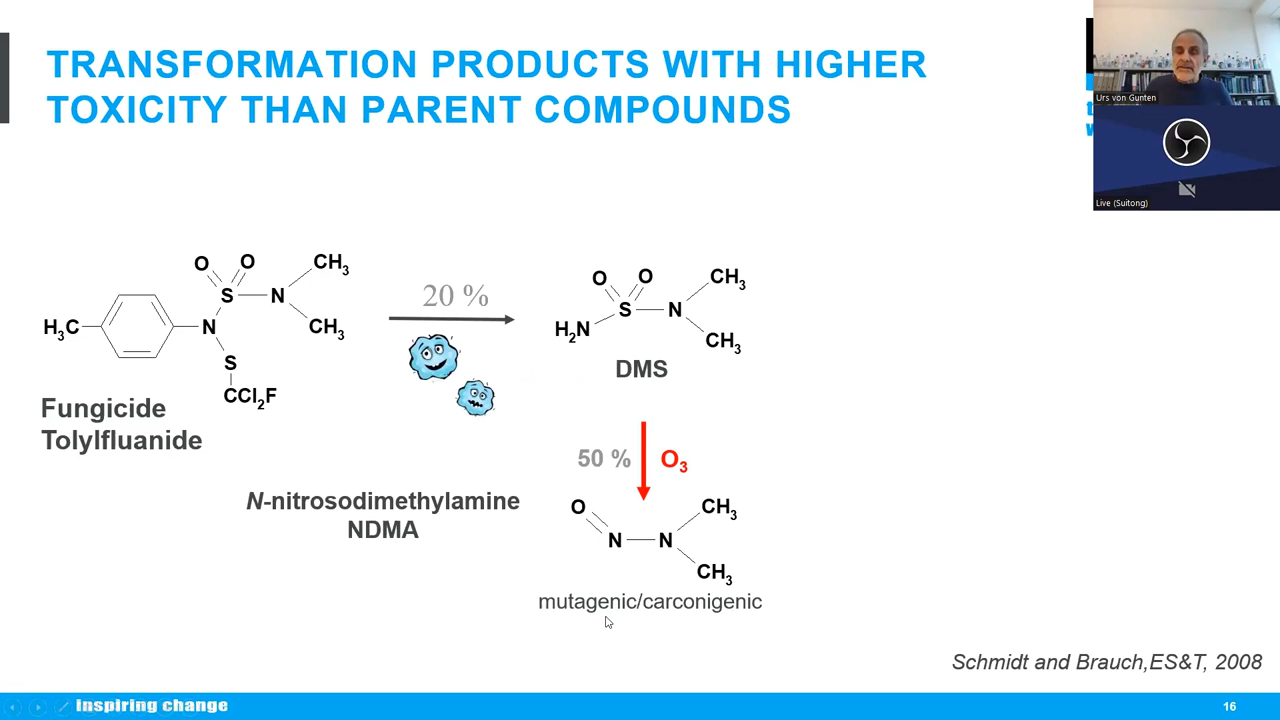 TRANSFORMATION PRODUCTS WITH HIGHER
TOXICITY THAN PARENT COMPOUNDS
Urs von Gunten
Live (Suitong)
O O
S N
CH3
CH3
H3C
N
S
CCl2F
Fungicide
Tolylfluanide
20 %
O O
S N
CH3
CH3
H2N
DMS
50 %
O3
N-nitrosodimethylamine
NDMA
O
N N
CH3
CH3
mutagenic/carconigenic
Schmidt and Brauch,ES&T, 2008
inspiring change
16